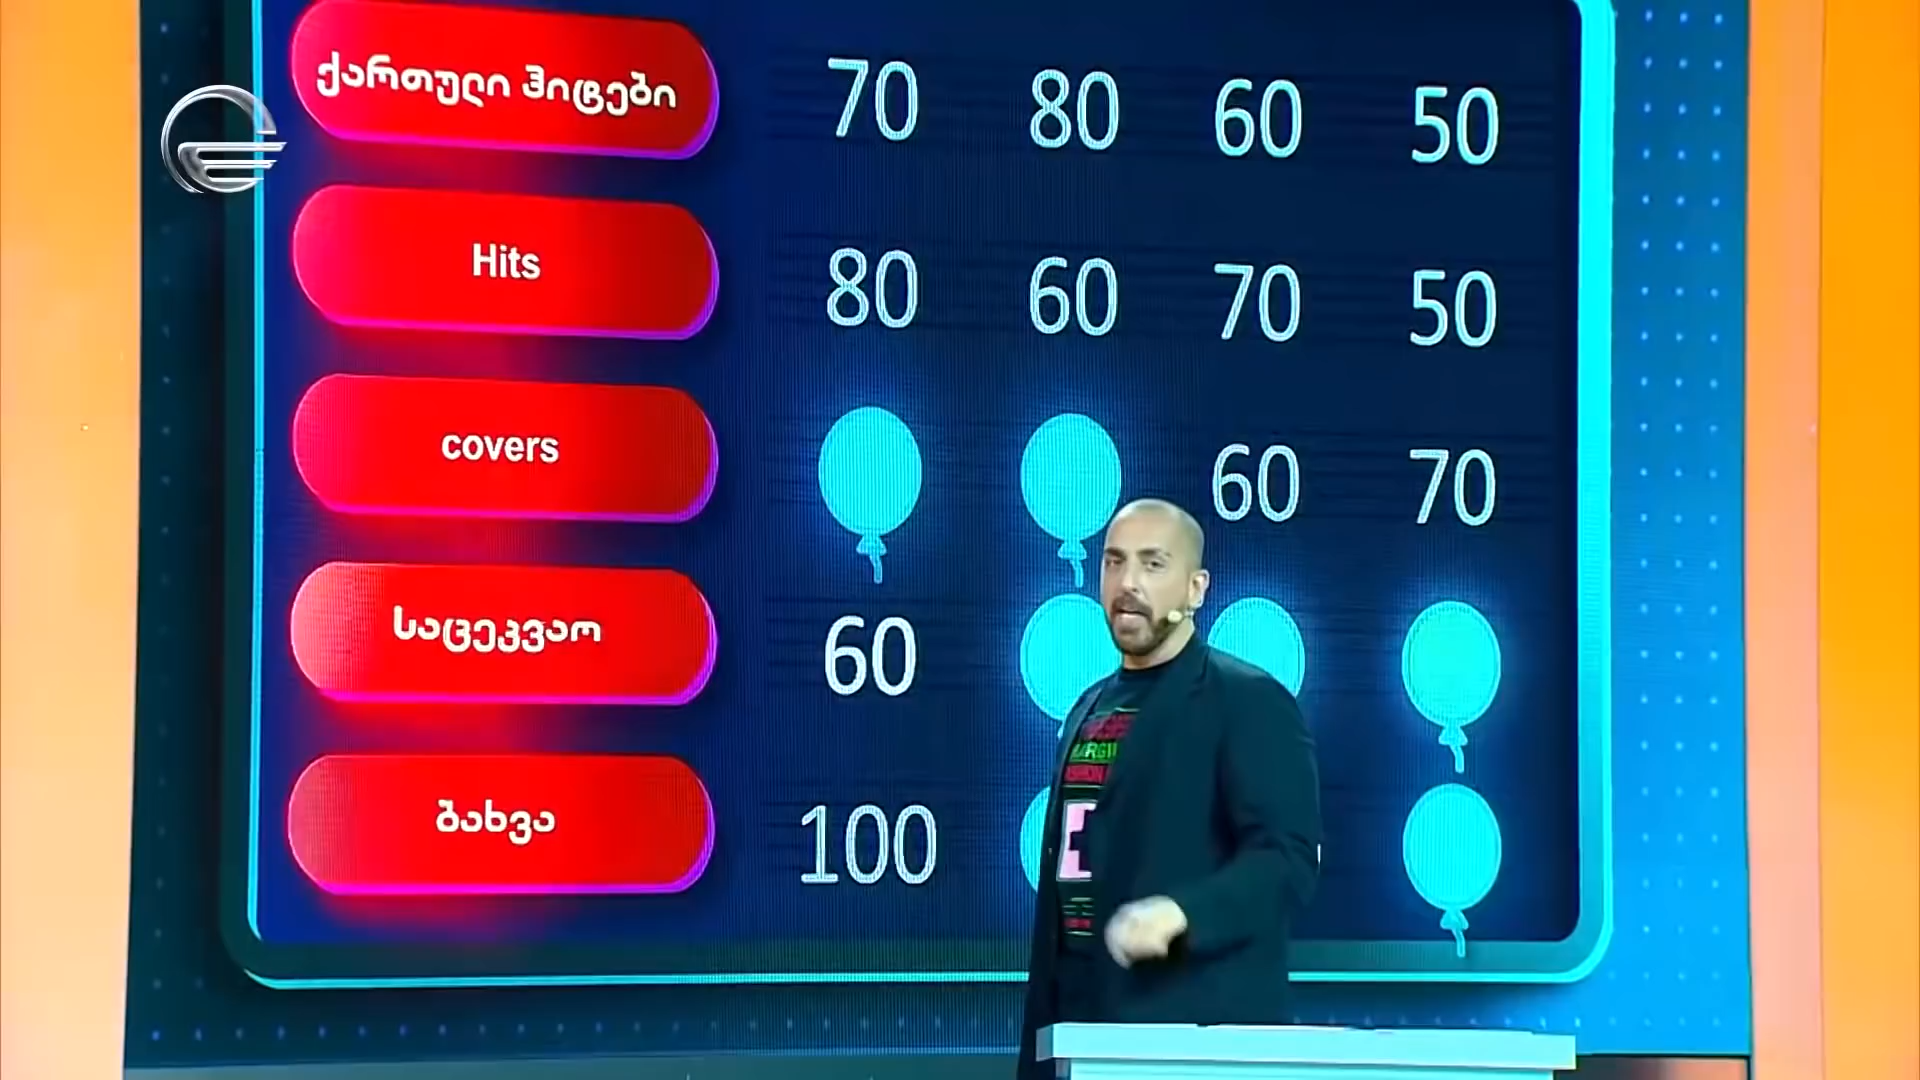 ქართული ჰიტები 70 80 60 50
Hits 80 60 70 50
covers 60 70
საცეკვაო 60
ბახვა 100